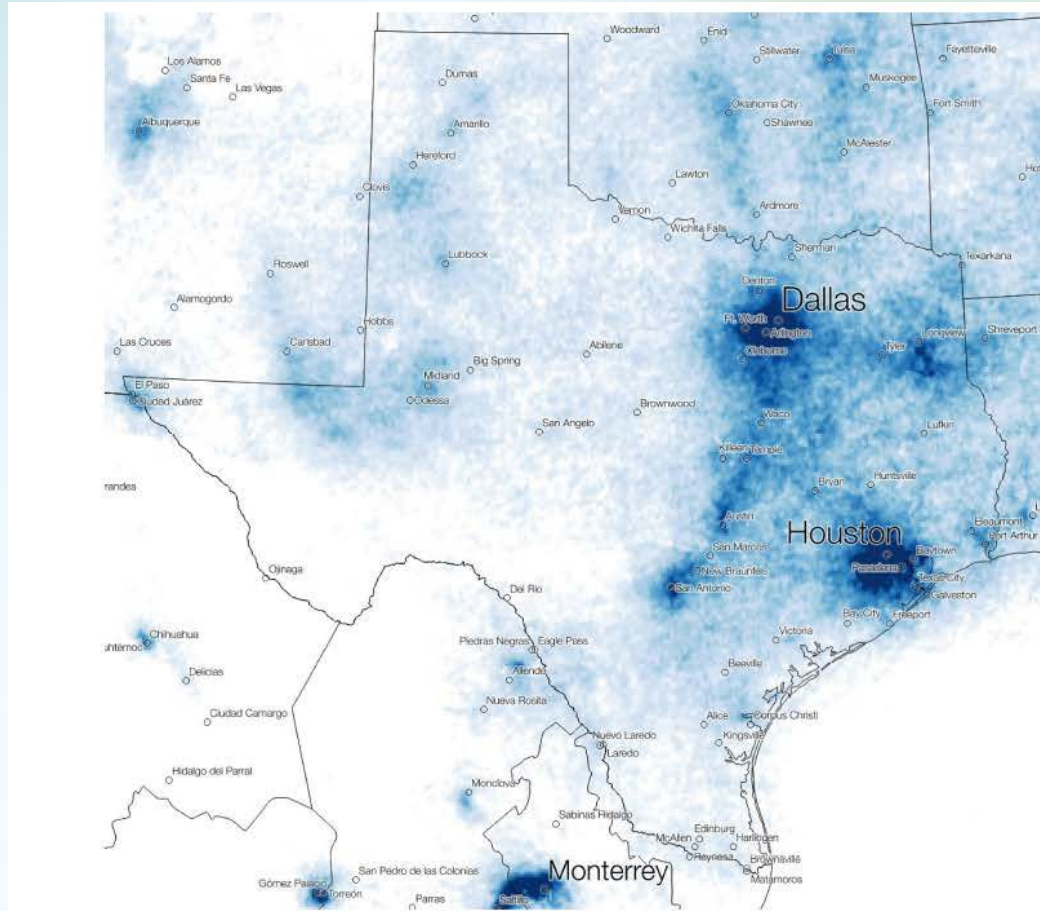 Woodward
Enid
Stillwater
Tulsa
Fayetteville
Los Alamos
Santa Fe
Las Vegas
Dumas
Muskogee
Albuquerque
Amarillo
Oklahoma City
Shawnee
Fort Smith
Hereford
McAlester
Clovis
Lawton
Vernon
Ardmore
Wichita Falls
Roswell
Lubbock
Sherman
Texarkana
Denton
Dallas
Alamogordo
Hobbs
Ft. Worth
Arlington
Las Cruces
Carlsbad
Abilene
Cleburne
Tyler
Longview
Shreveport
Big Spring
Midland
El Paso
Ciudad Juárez
Odessa
Brownwood
Waco
San Angelo
Lufkin
Killeen
Temple
randes
Bryan
Huntsville
Austin
Houston
Beaumont
Port Arthur
San Marcos
Baytown
Pasadena
Ojinaga
New Braunfels
San Antonio
Texas City
Galveston
Del Rio
Bay City
Freeport
Chihuahua
uhtémoc
Piedras Negras
Eagle Pass
Victoria
Delicias
Allende
Beeville
Nueva Rosita
Ciudad Camargo
Alice
Corpus Christi
Kingsville
Nuevo Laredo
Laredo
Hidalgo del Parral
Monclova
Sabinas Hidalgo
Edinburg
McAllen
Harlingen
Reynosa
Brownsville
Matamoros
San Pedro de las Colonias
Monterrey
Gómez Palacio
Torreón
Parras
Saltillo